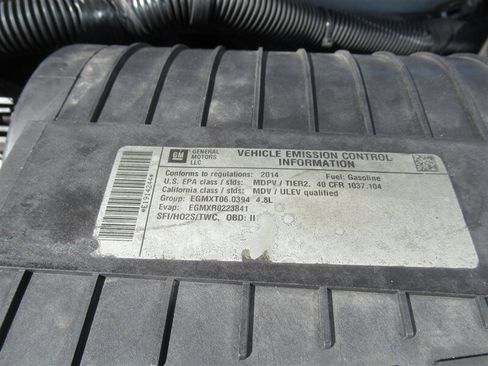 GM
GENERAL MOTORS LLC
VEHICLE EMISSION CONTROL INFORMATION
Conforms to regulations: 2014 Fuel: Gasoline
U.S. EPA class / stds: MDPV / TIER2, 40 CFR 1037.104
California class / stds: MDV / ULEV qualified
Group: EGMXT06.0394 4.8L
Evap: EGMXR0223841
SFI/HO2S/TWC, OBD: II